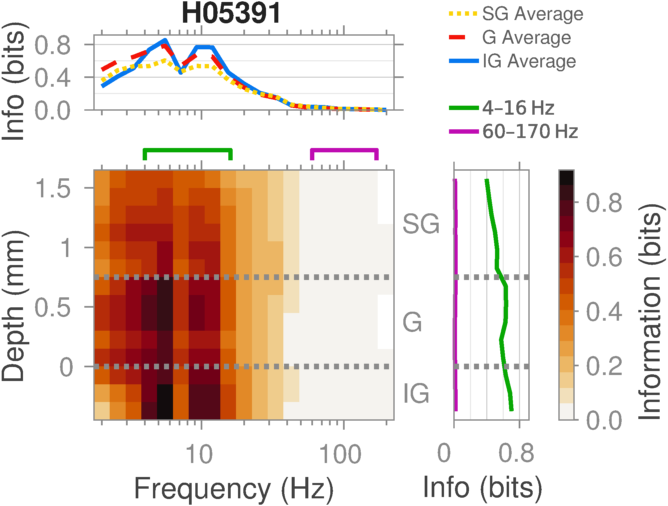 H05391
SG Average
G Average
IG Average
Info (bits)
0.8
0.4
0.0
4–16 Hz
60–170 Hz
Depth (mm)
1.5
1
0.5
0
SG
G
IG
10
100
Frequency (Hz)
0
0.8
Info (bits)
0.8
0.6
0.4
0.2
0.0
Information (bits)